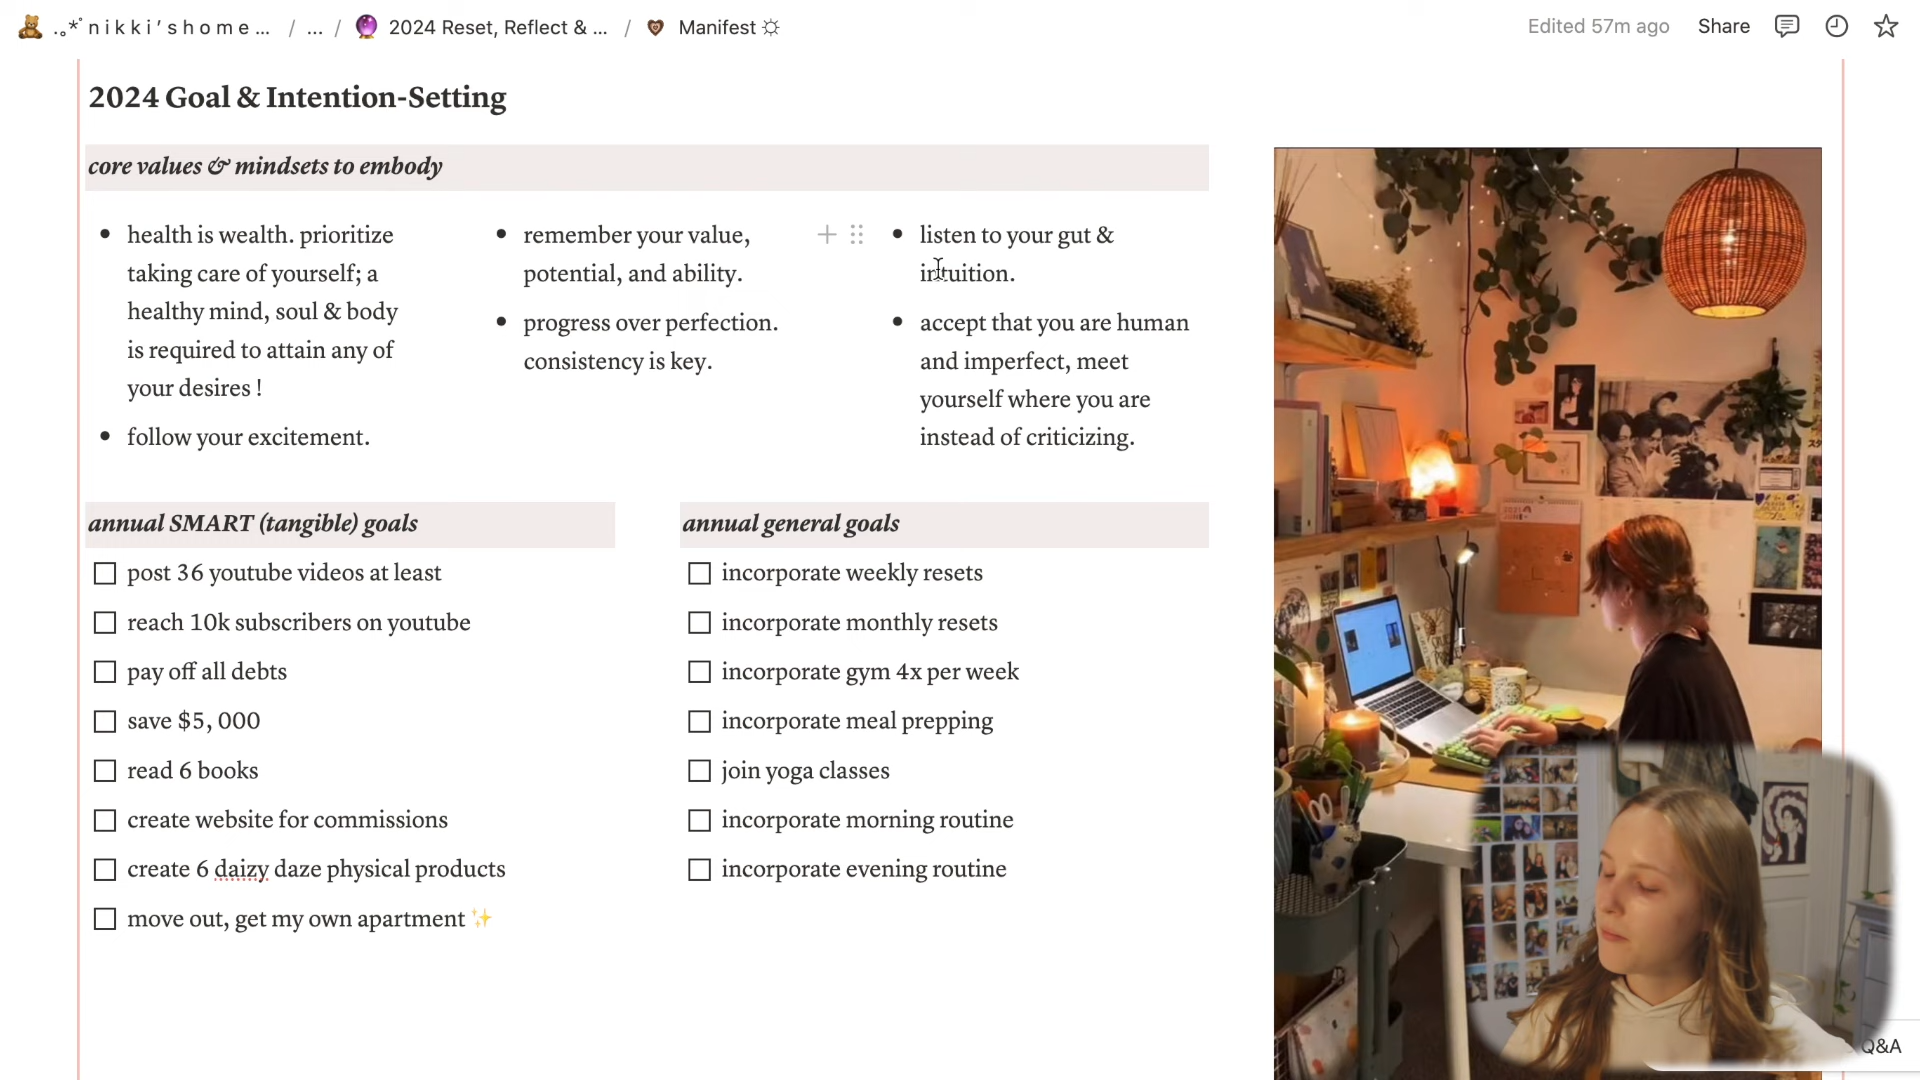 .｡*ﾟn i k k i ’ s h o m e ... / ... / 2024 Reset, Reflect & ... / Manifest ☼
Edited 57m ago Share
2024 Goal & Intention-Setting
core values & mindsets to embody
health is wealth. prioritize
taking care of yourself; a
healthy mind, soul & body
is required to attain any of
your desires !
follow your excitement.
remember your value,
potential, and ability.
progress over perfection.
consistency is key.
listen to your gut &
intuition.
accept that you are human
and imperfect, meet
yourself where you are
instead of criticizing.
annual SMART (tangible) goals
post 36 youtube videos at least
reach 10k subscribers on youtube
pay off all debts
save $5, 000
read 6 books
create website for commissions
create 6 daizy daze physical products
move out, get my own apartment ✨
annual general goals
incorporate weekly resets
incorporate monthly resets
incorporate gym 4x per week
incorporate meal prepping
join yoga classes
incorporate morning routine
incorporate evening routine
Q&A